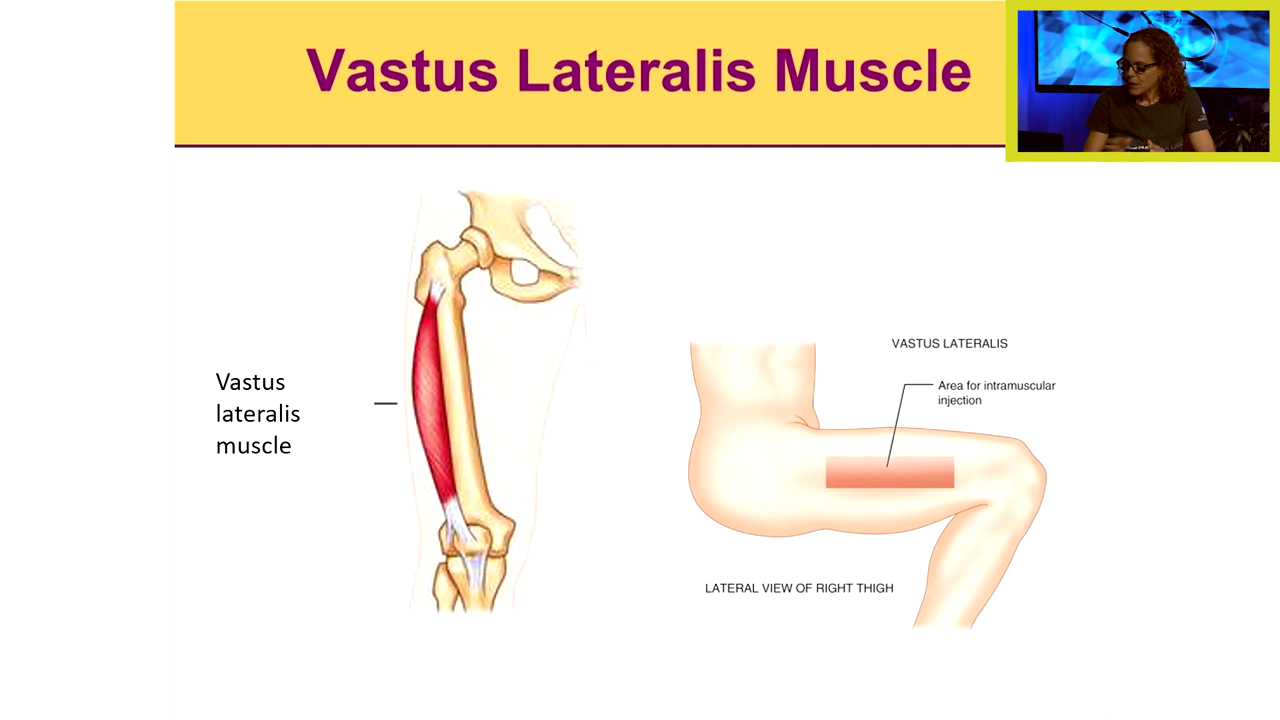 Vastus Lateralis Muscle
Vastus
lateralis
muscle
VASTUS LATERALIS
Area for intramuscular
injection
LATERAL VIEW OF RIGHT THIGH